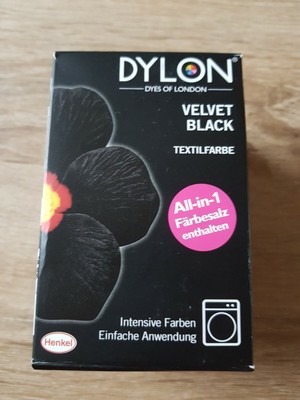 DYLON®
DYES OF LONDON
VELVET
BLACK
TEXTILFARBE
All-in-1
Färbesalz
enthalten
Intensive Farben
Einfache Anwendung
Henkel